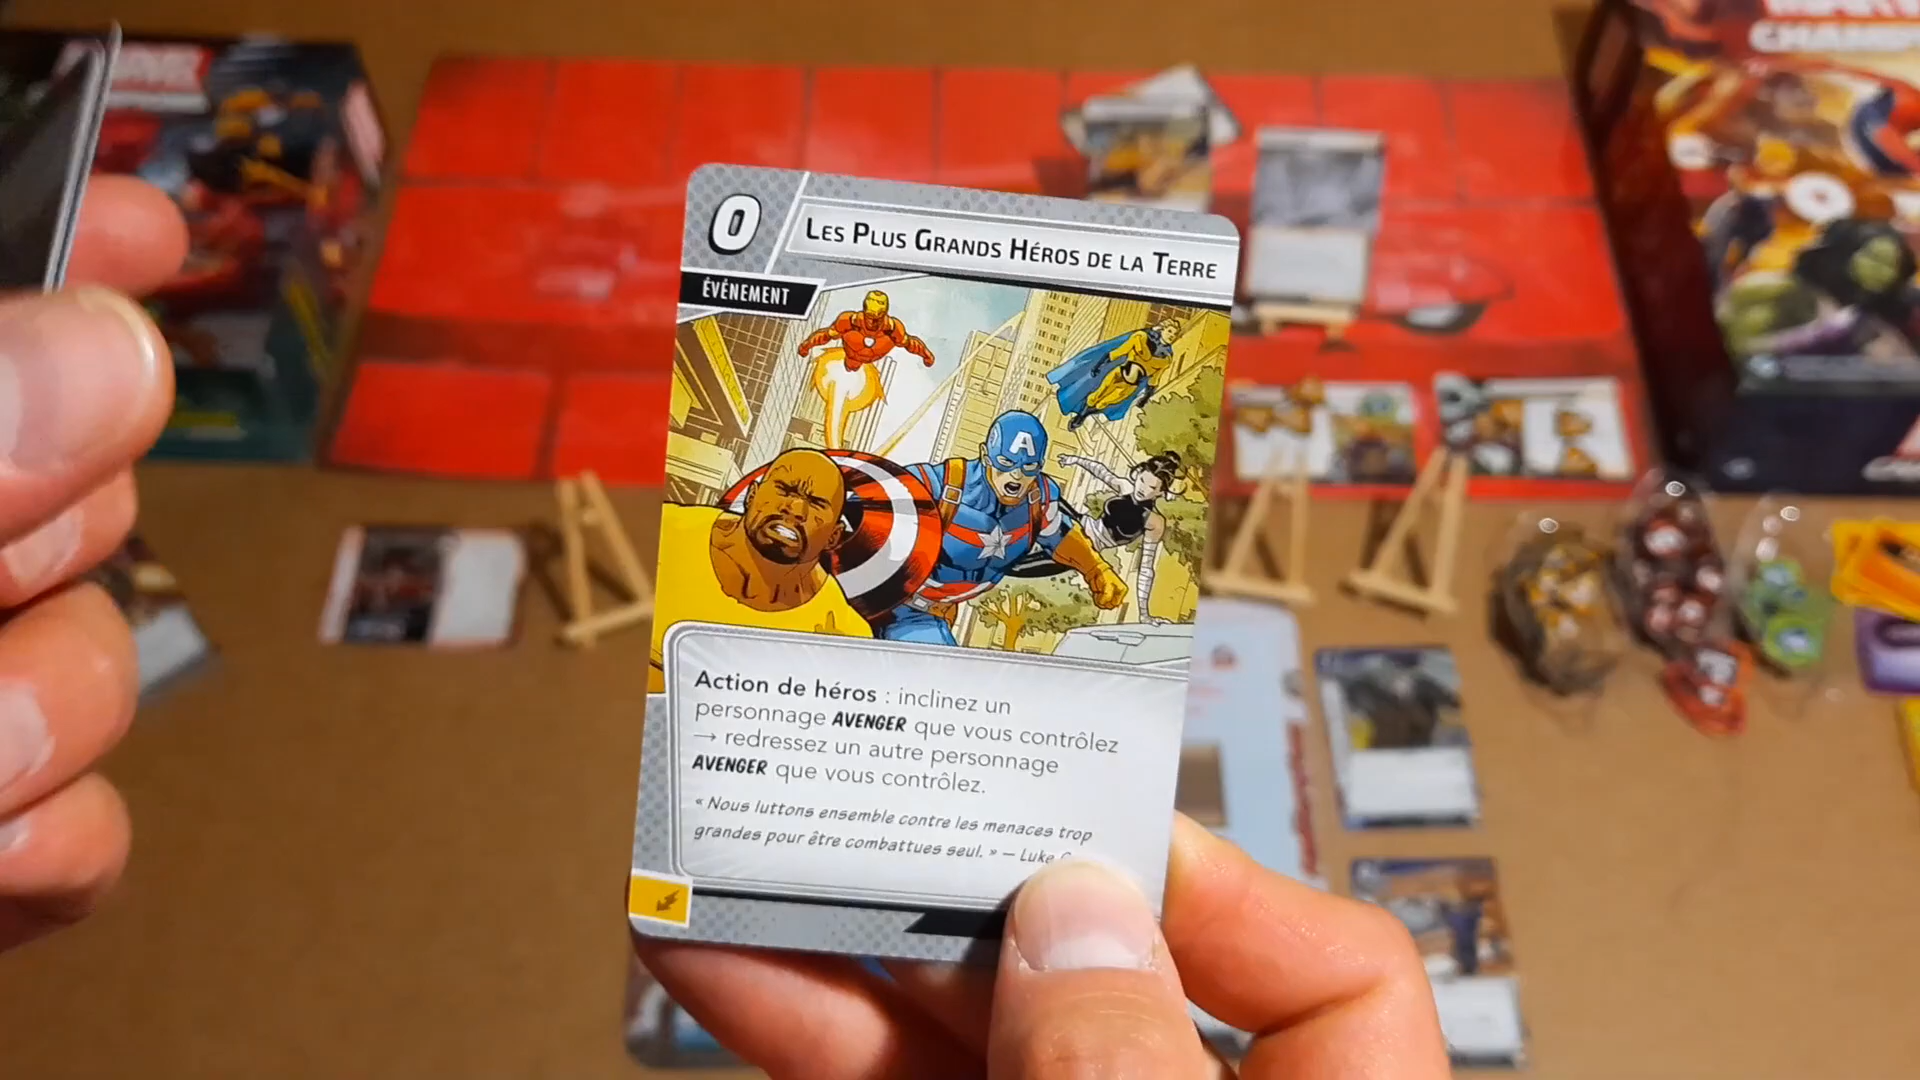 0
LES PLUS GRANDS HÉROS DE LA TERRE
ÉVÉNEMENT
A
Action de héros : inclinez un
personnage AVENGER que vous contrôlez
→ redressez un autre personnage
AVENGER que vous contrôlez.
« Nous luttons ensemble contre les menaces trop
grandes pour être combattues seul. » – Luke